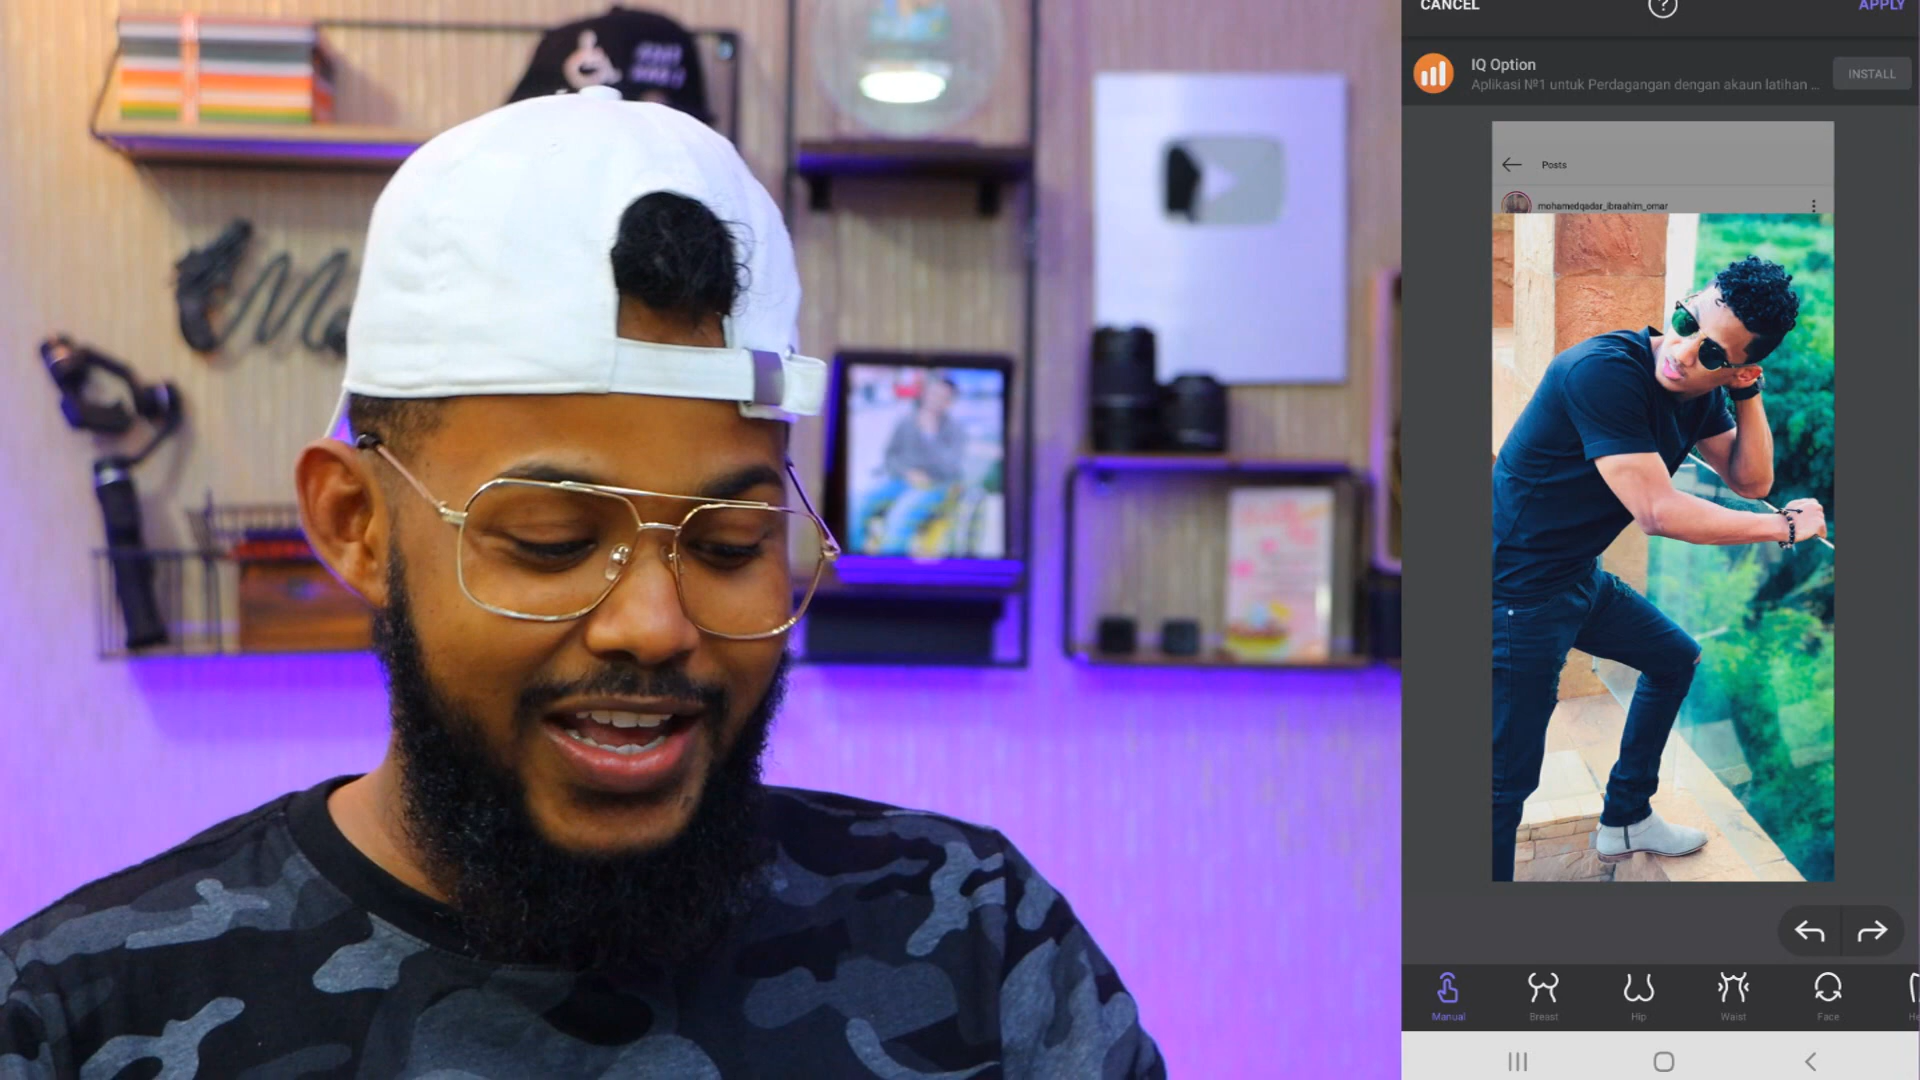 CANCEL
?
APPLY
IQ Option
Aplikasi №1 untuk Perdagangan dengan akaun latihan ...
INSTALL
Posts
mohamedqadar_ibraahim_omar
Manual
Breast
Hip
Waist
Face